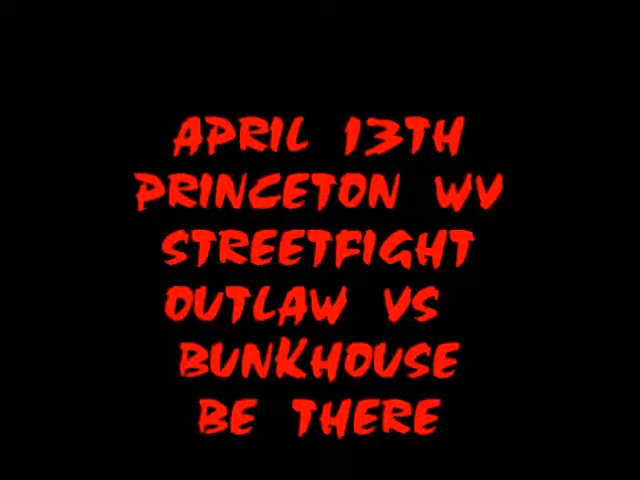 APRIL 13TH
PRINCETON WV
STREETFIGHT
OUTLAW VS
BUNKHOUSE
BE THERE